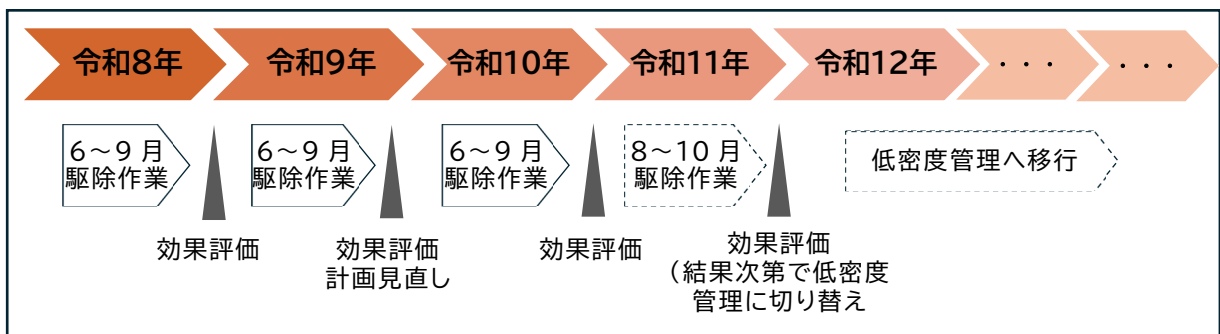 令和8年
令和9年
令和10年
令和11年
令和12年
・・・
・・・
6～9 月
駆除作業
6～9 月
駆除作業
6～9 月
駆除作業
8～10 月
駆除作業
低密度管理へ移行
効果評価
効果評価
計画見直し
効果評価
効果評価
（結果次第で低密度
管理に切り替え